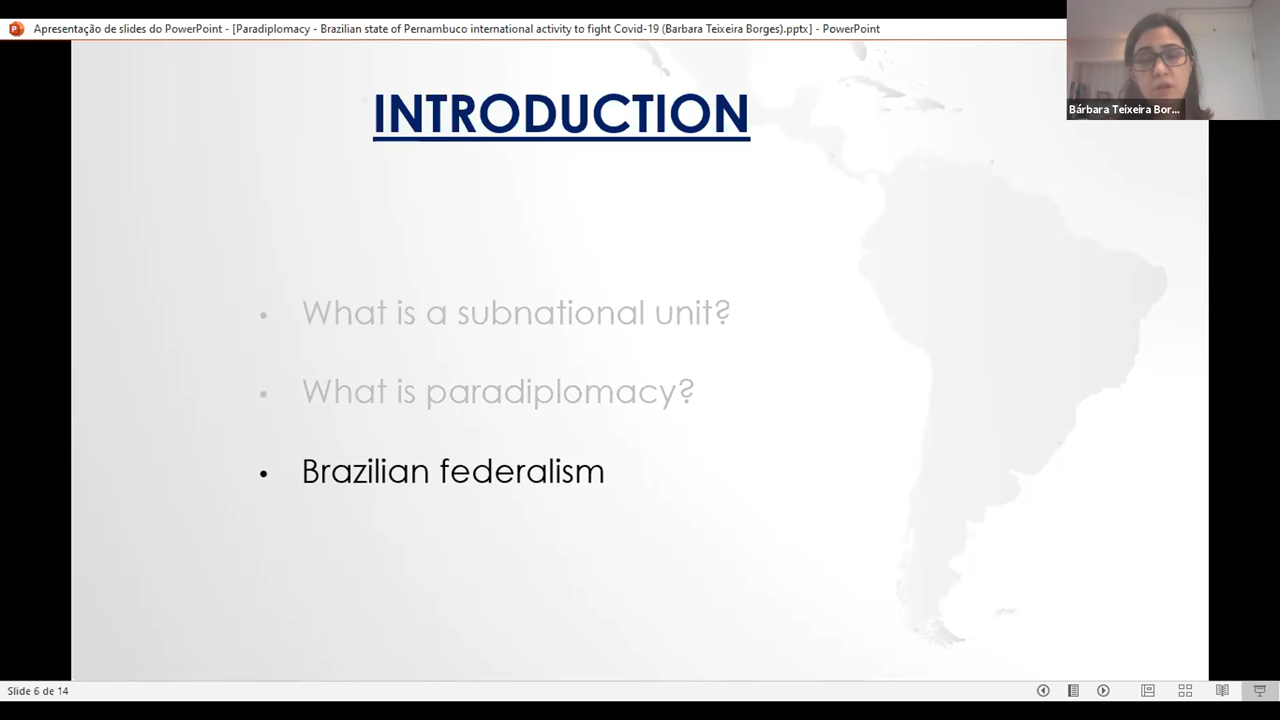 Apresentação de slides do PowerPoint - [Paradiplomacy - Brazilian state of Pernambuco international activity to fight Covid-19 (Barbara Teixeira Borges).pptx] - PowerPoint
Bárbara Teixeira Bor...
INTRODUCTION
• What is a subnational unit?
▪ What is paradiplomacy?
• Brazilian federalism
Slide 6 de 14